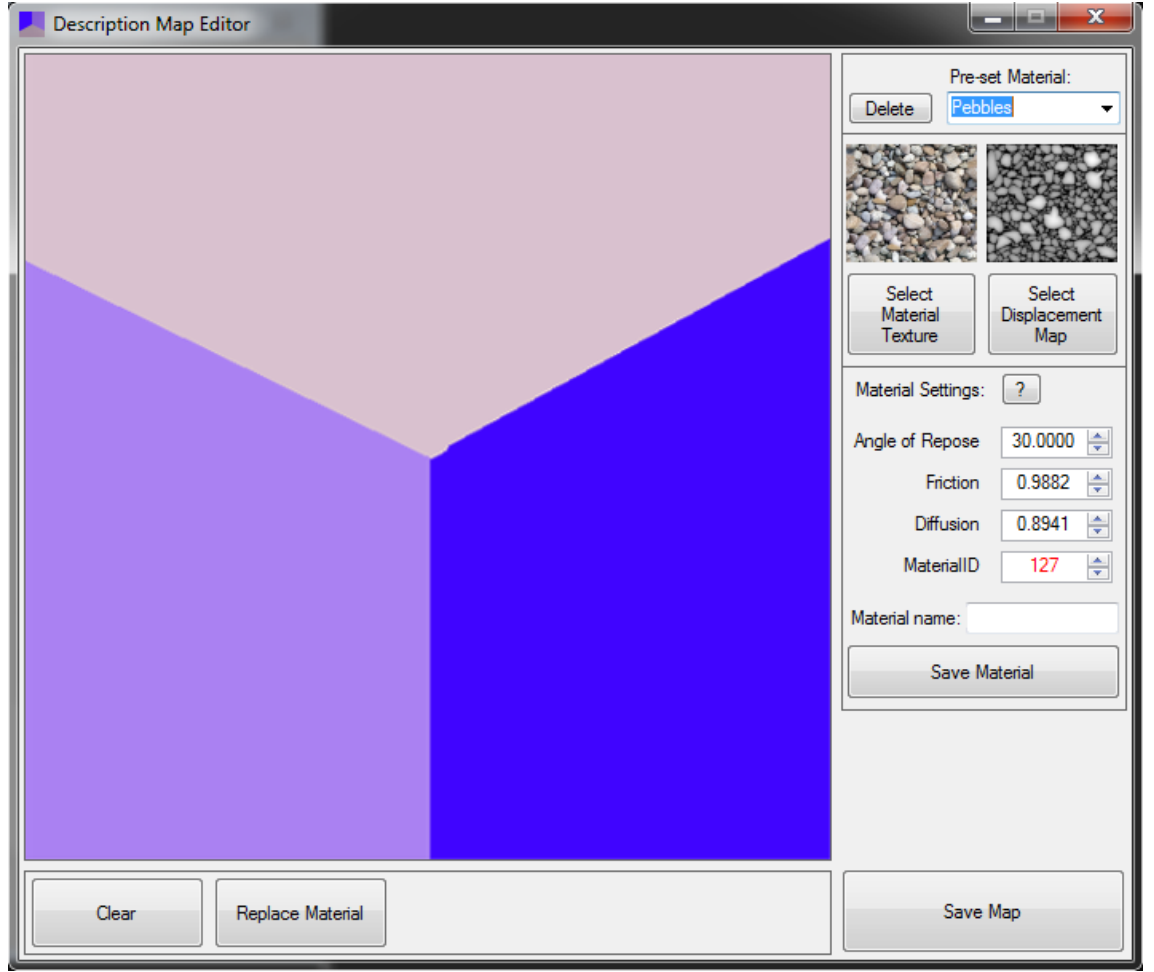 Description Map Editor
Pre-set Material:
Delete
Pebbles
Select
Material
Texture
Select
Displacement
Map
Material Settings:
?
Angle of Repose
30.0000
Friction
0.9882
Diffusion
0.8941
MaterialID
127
Material name:
Save Material
Clear
Replace Material
Save Map